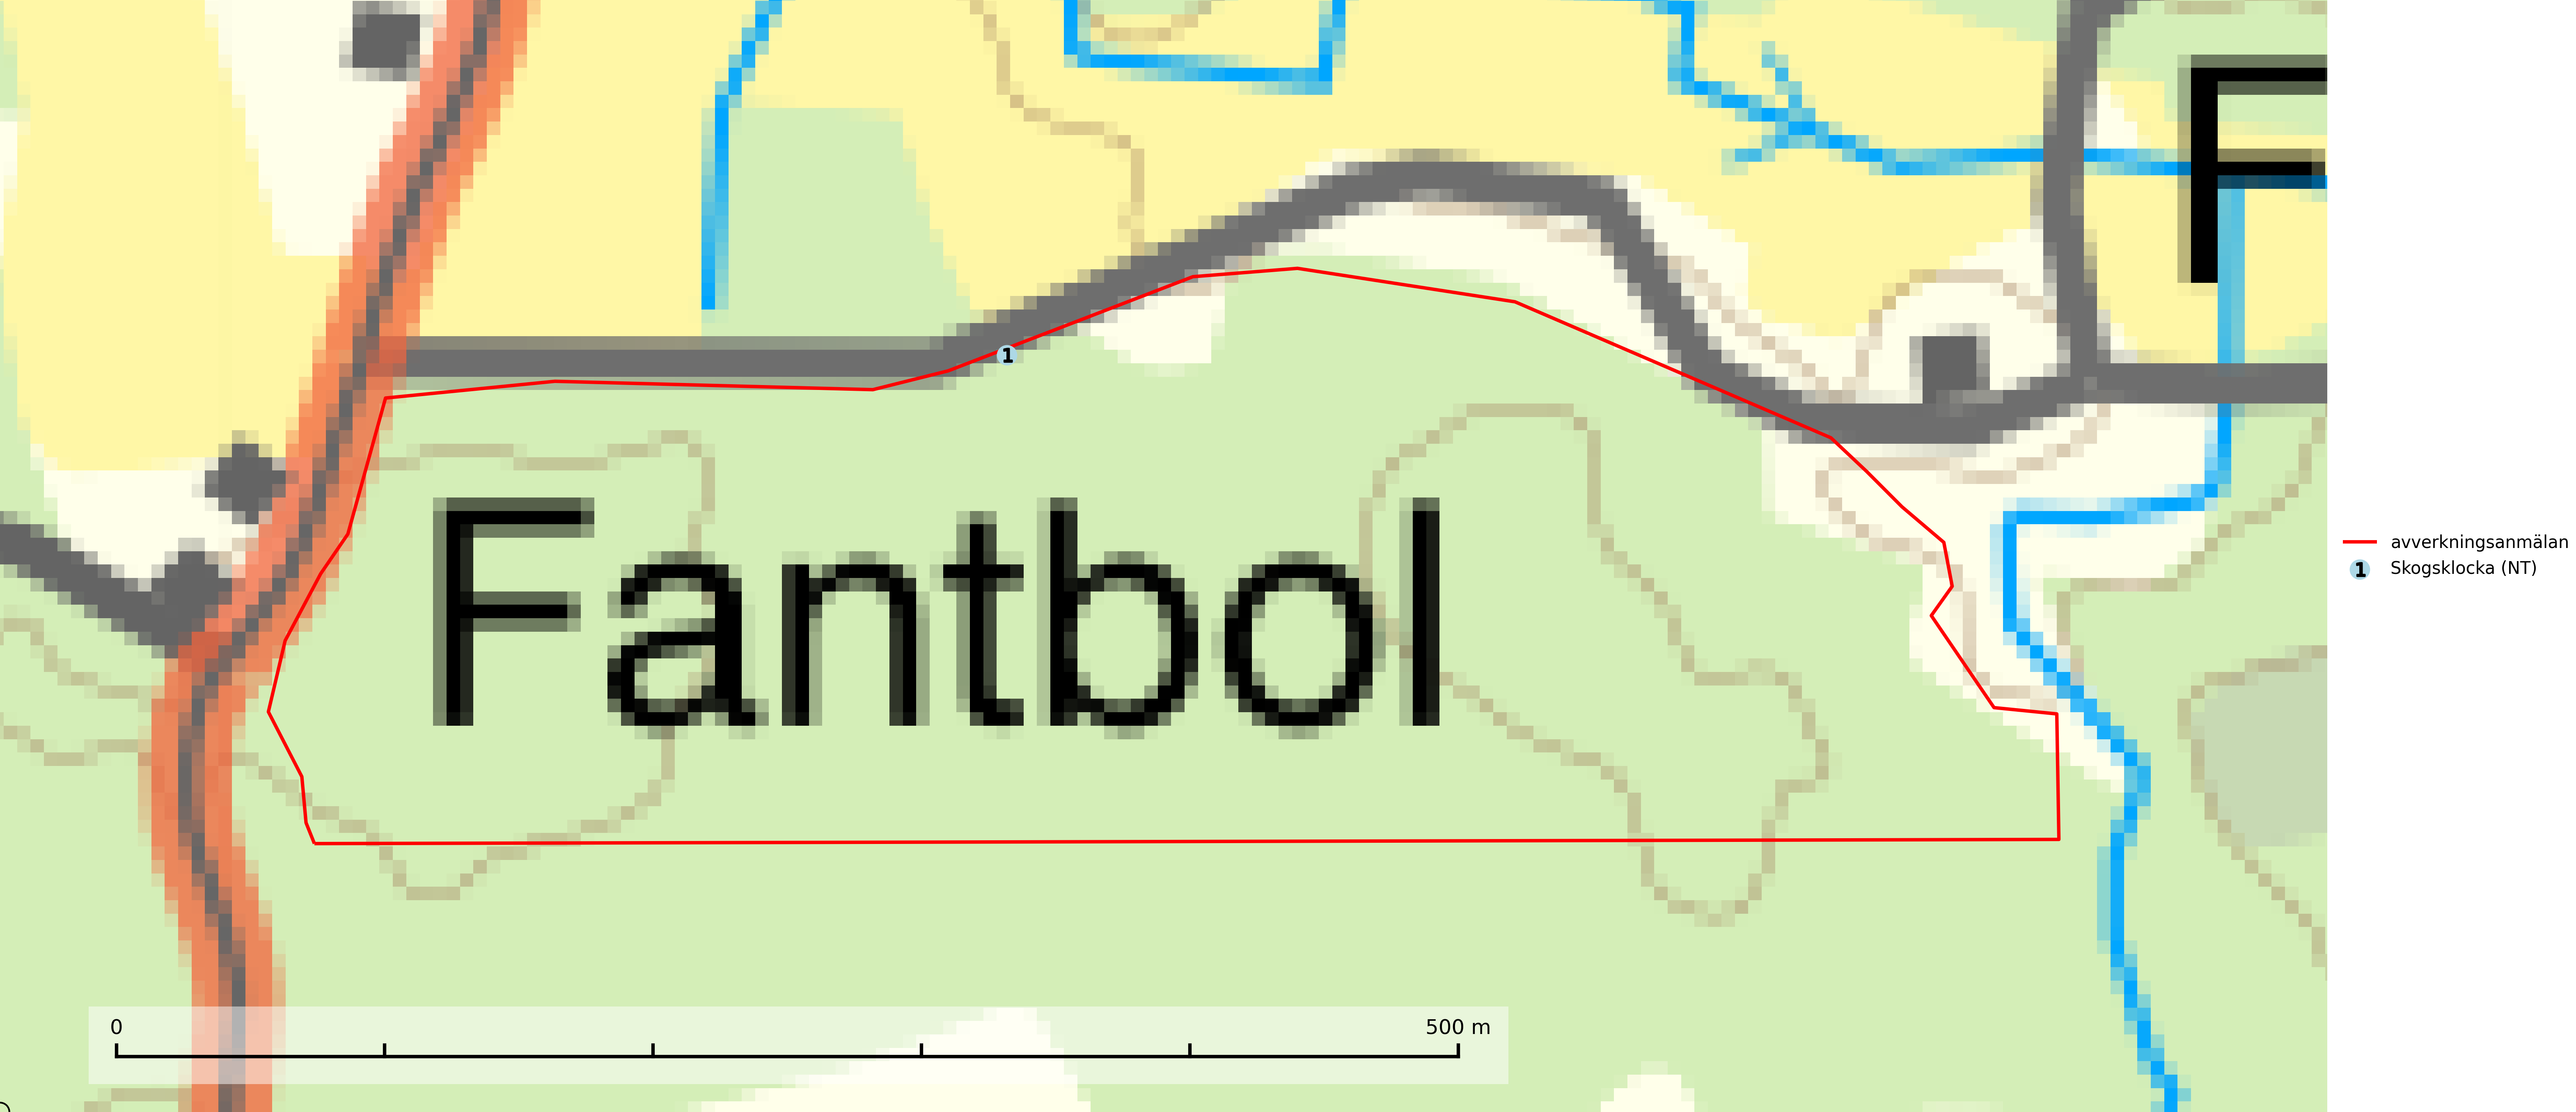 F
1
Fantbol
0 500 m
avverkningsanmälan
1 Skogsklocka (NT)